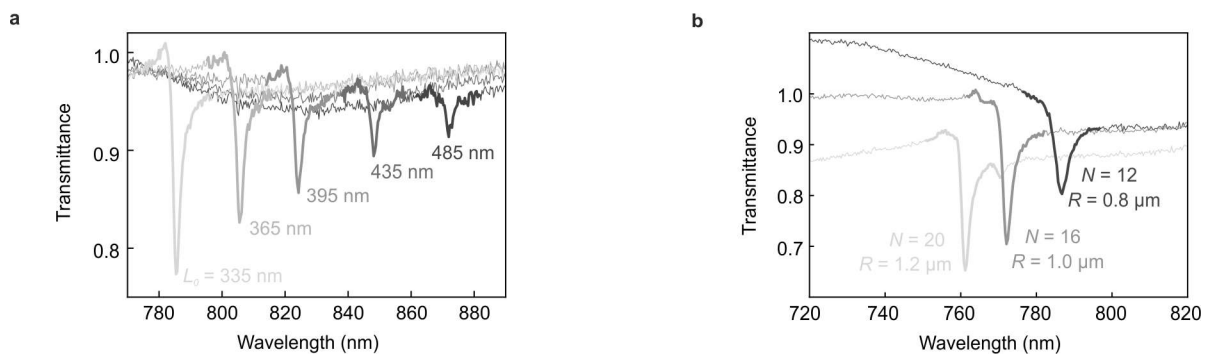 a
Transmittance
1.0
0.9
0.8
L₀ = 335 nm
365 nm
395 nm
435 nm
485 nm
780 800 820 840 860 880
Wavelength (nm)
b
Transmittance
1.0
0.9
0.8
0.7
N = 20
R = 1.2 µm
N = 16
R = 1.0 µm
N = 12
R = 0.8 µm
720 740 760 780 800 820
Wavelength (nm)